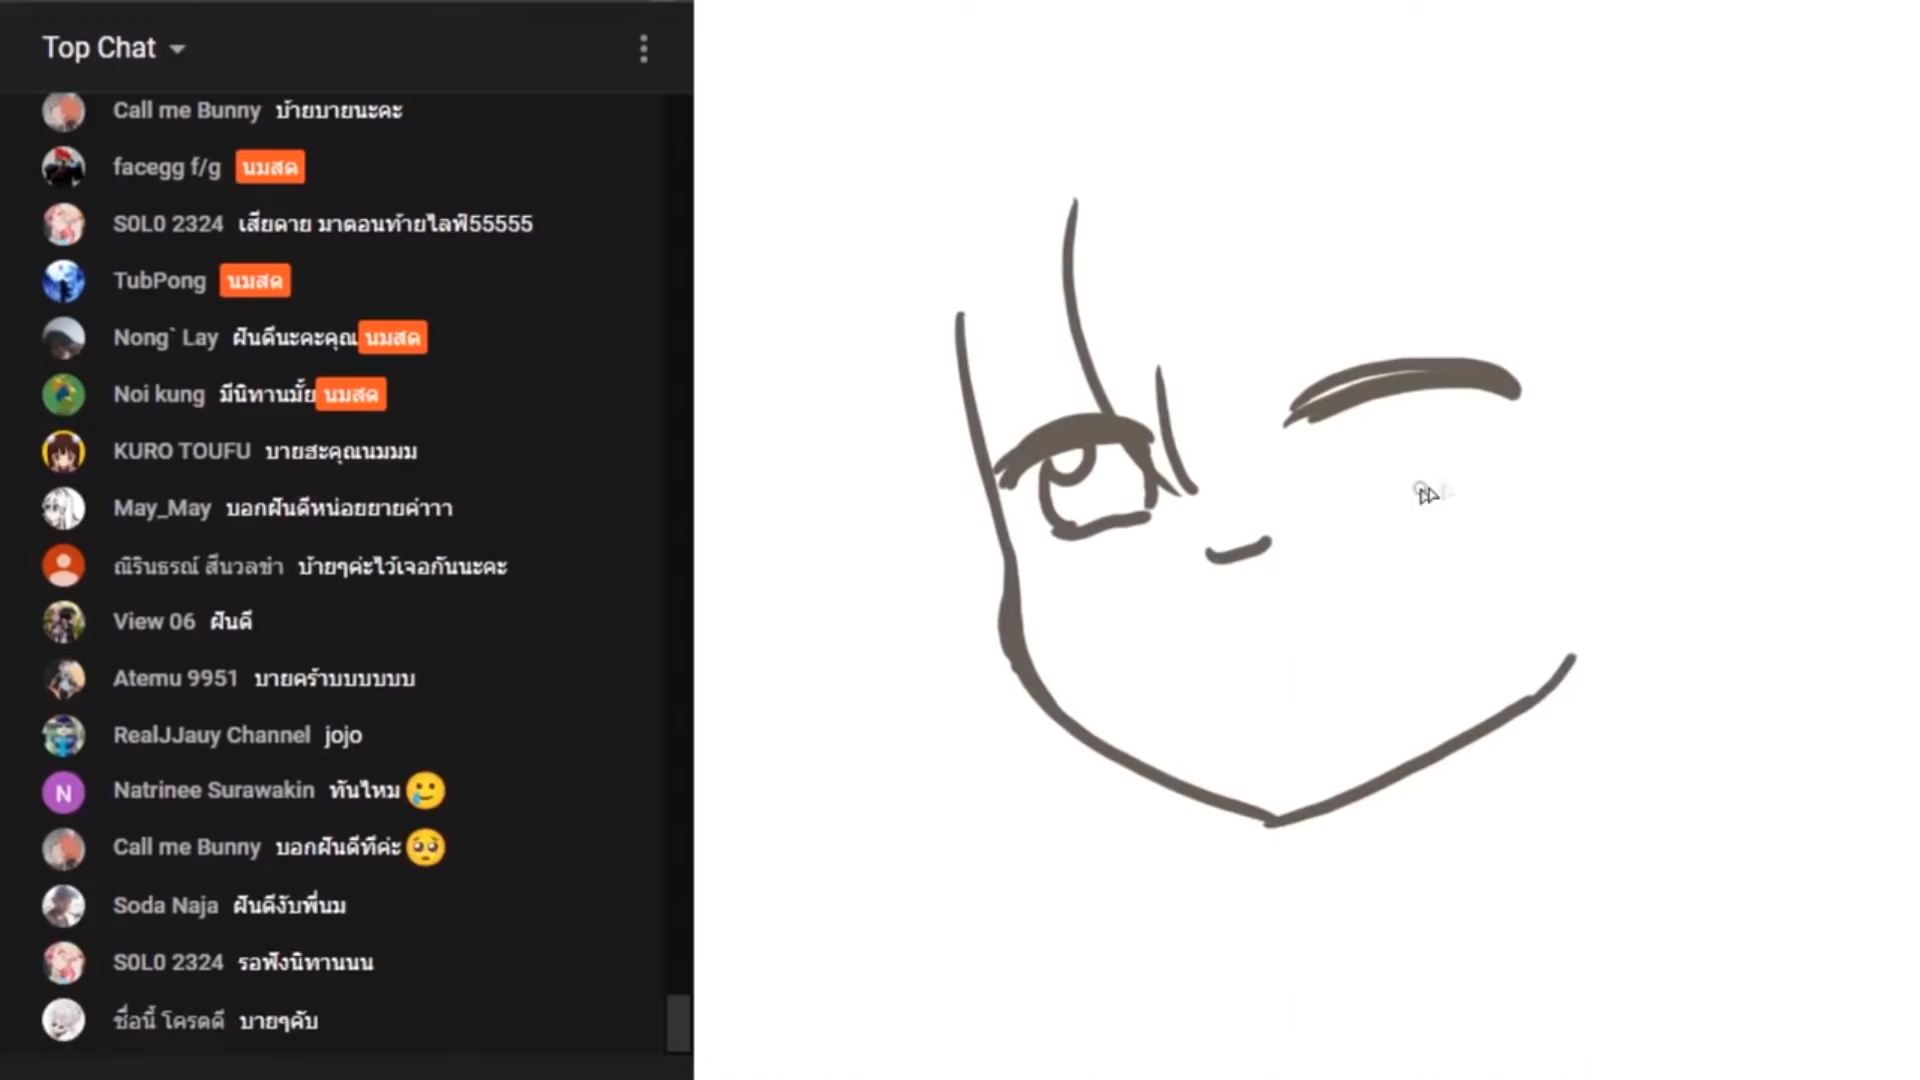 Top Chat
Call me Bunny บ้ายบายนะคะ
facegg f/g นมสด
S0L0 2324 เสียดาย มาตอนท้ายไลฟ์55555
TubPong นมสด
Nong` Lay ฝันดีนะคะคุณนมสด
Noi kung มีนิทานมั้ยนมสด
KURO TOUFU บายฮะคุณนมมม
May_May บอกฝันดีหน่อยยายค่าาา
ณิรินธรณ์ สีนวลขำ บ้ายๆค่ะไว้เจอกันนะคะ
View 06 ฝันดี
Atemu 9951 บายคร้าบบบบบบ
RealJJauy Channel jojo
N Natrinee Surawakin ทันไหม🥲
Call me Bunny บอกฝันดีทีค่ะ🥺
Soda Naja ฝันดีงับพี่นม
S0L0 2324 รอฟังนิทานนน
ชื่อนี้ โครตดี บายๆคับ